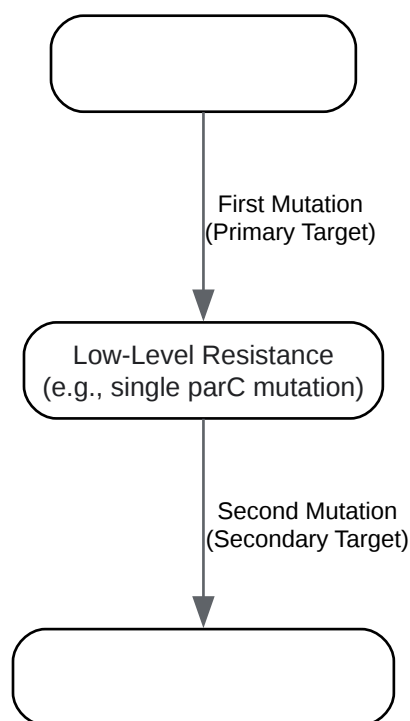 First Mutation
(Primary Target)
Low-Level Resistance
(e.g., single parC mutation)
Second Mutation
(Secondary Target)